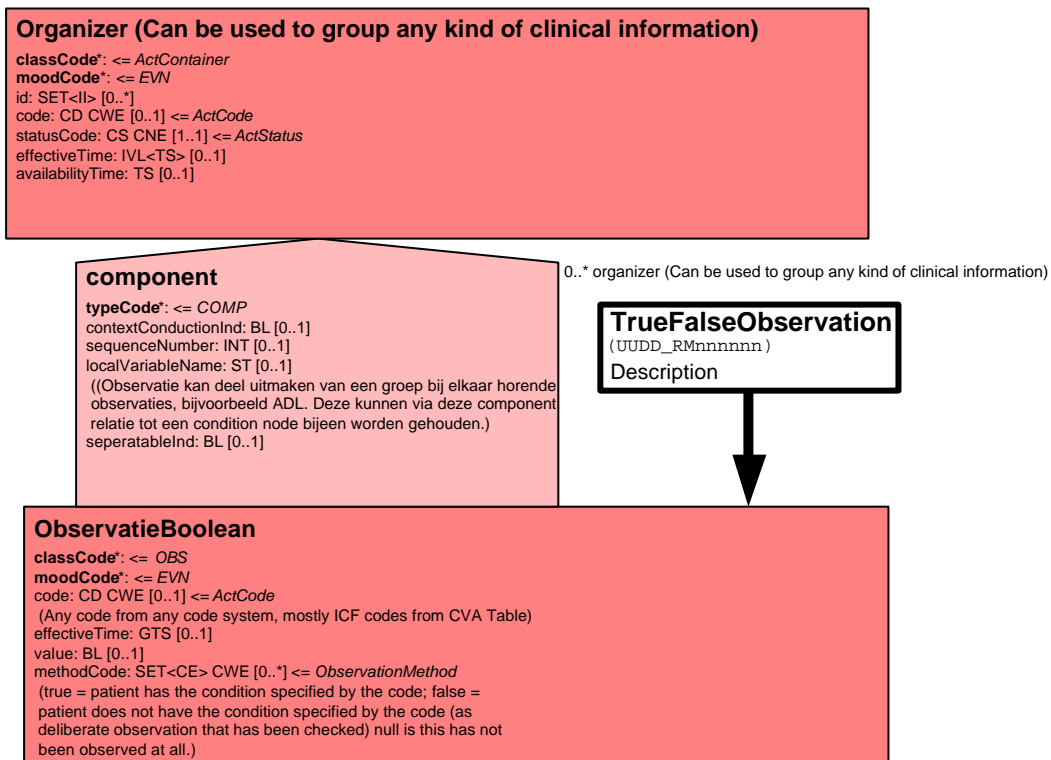 Organizer (Can be used to group any kind of clinical information)
classCode*: <= ActContainer
moodCode*: <= EVN
id: SET<II> [0..*]
code: CD CWE [0..1] <= ActCode
statusCode: CS CNE [1..1] <= ActStatus
effectiveTime: IVL<TS> [0..1]
availabilityTime: TS [0..1]
component
typeCode*: <= COMP
contextConductionInd: BL [0..1]
sequenceNumber: INT [0..1]
localVariableName: ST [0..1]
((Observatie kan deel uitmaken van een groep bij elkaar horende
observaties, bijvoorbeeld ADL. Deze kunnen via deze component
relatie tot een condition node bijeen worden gehouden.)
seperatableInd: BL [0..1]
0..* organizer (Can be used to group any kind of clinical information)
TrueFalseObservation
(UUDD_RMnnnnnn)
Description
ObservatieBoolean
classCode*: <= OBS
moodCode*: <= EVN
code: CD CWE [0..1] <= ActCode
(Any code from any code system, mostly ICF codes from CVA Table)
effectiveTime: GTS [0..1]
value: BL [0..1]
methodCode: SET<CE> CWE [0..*] <= ObservationMethod
(true = patient has the condition specified by the code; false =
patient does not have the condition specified by the code (as
deliberate observation that has been checked) null is this has not
been observed at all.)